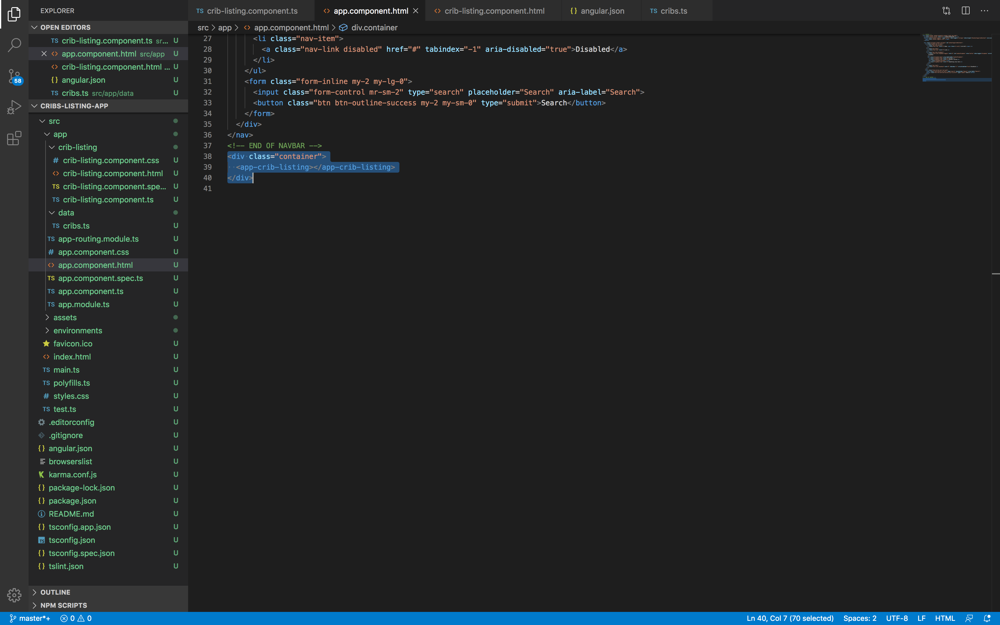 EXPLORER
OPEN EDITORS
TS crib-listing.component.ts sr... U
app.component.html src/app U
crib-listing.component.html ... U
{} angular.json U
TS cribs.ts src/app/data U
CRIBS-LISTING-APP
src
app
crib-listing
# crib-listing.component.css U
crib-listing.component.html U
TS crib-listing.component.spe... U
TS crib-listing.component.ts U
data
TS cribs.ts U
TS app-routing.module.ts U
# app.component.css U
app.component.html U
TS app.component.spec.ts U
TS app.component.ts U
TS app.module.ts U
assets
environments
favicon.ico U
index.html U
TS main.ts U
TS polyfills.ts U
# styles.css U
TS test.ts U
.editorconfig U
.gitignore U
{} angular.json U
browserslist U
karma.conf.js U
{} package-lock.json U
{} package.json U
README.md U
{} tsconfig.app.json U
TS tsconfig.json U
{} tsconfig.spec.json U
{} tslint.json U
OUTLINE
NPM SCRIPTS
58
TS crib-listing.component.ts
<> app.component.html
<> crib-listing.component.html
{} angular.json
TS cribs.ts
src > app > <> app.component.html > div.container
27 <li class="nav-item">
28 <a class="nav-link disabled" href="#" tabindex="-1" aria-disabled="true">Disabled</a>
29 </li>
30 </ul>
31 <form class="form-inline my-2 my-lg-0">
32 <input class="form-control mr-sm-2" type="search" placeholder="Search" aria-label="Search">
33 <button class="btn btn-outline-success my-2 my-sm-0" type="submit">Search</button>
34 </form>
35 </div>
36 </nav>
37 <!-- END OF NAVBAR -->
38 <div class="container">
39 <app-crib-listing></app-crib-listing>
40 </div>
41
master*+ 0 0
Ln 40, Col 7 (70 selected) Spaces: 2 UTF-8 LF HTML